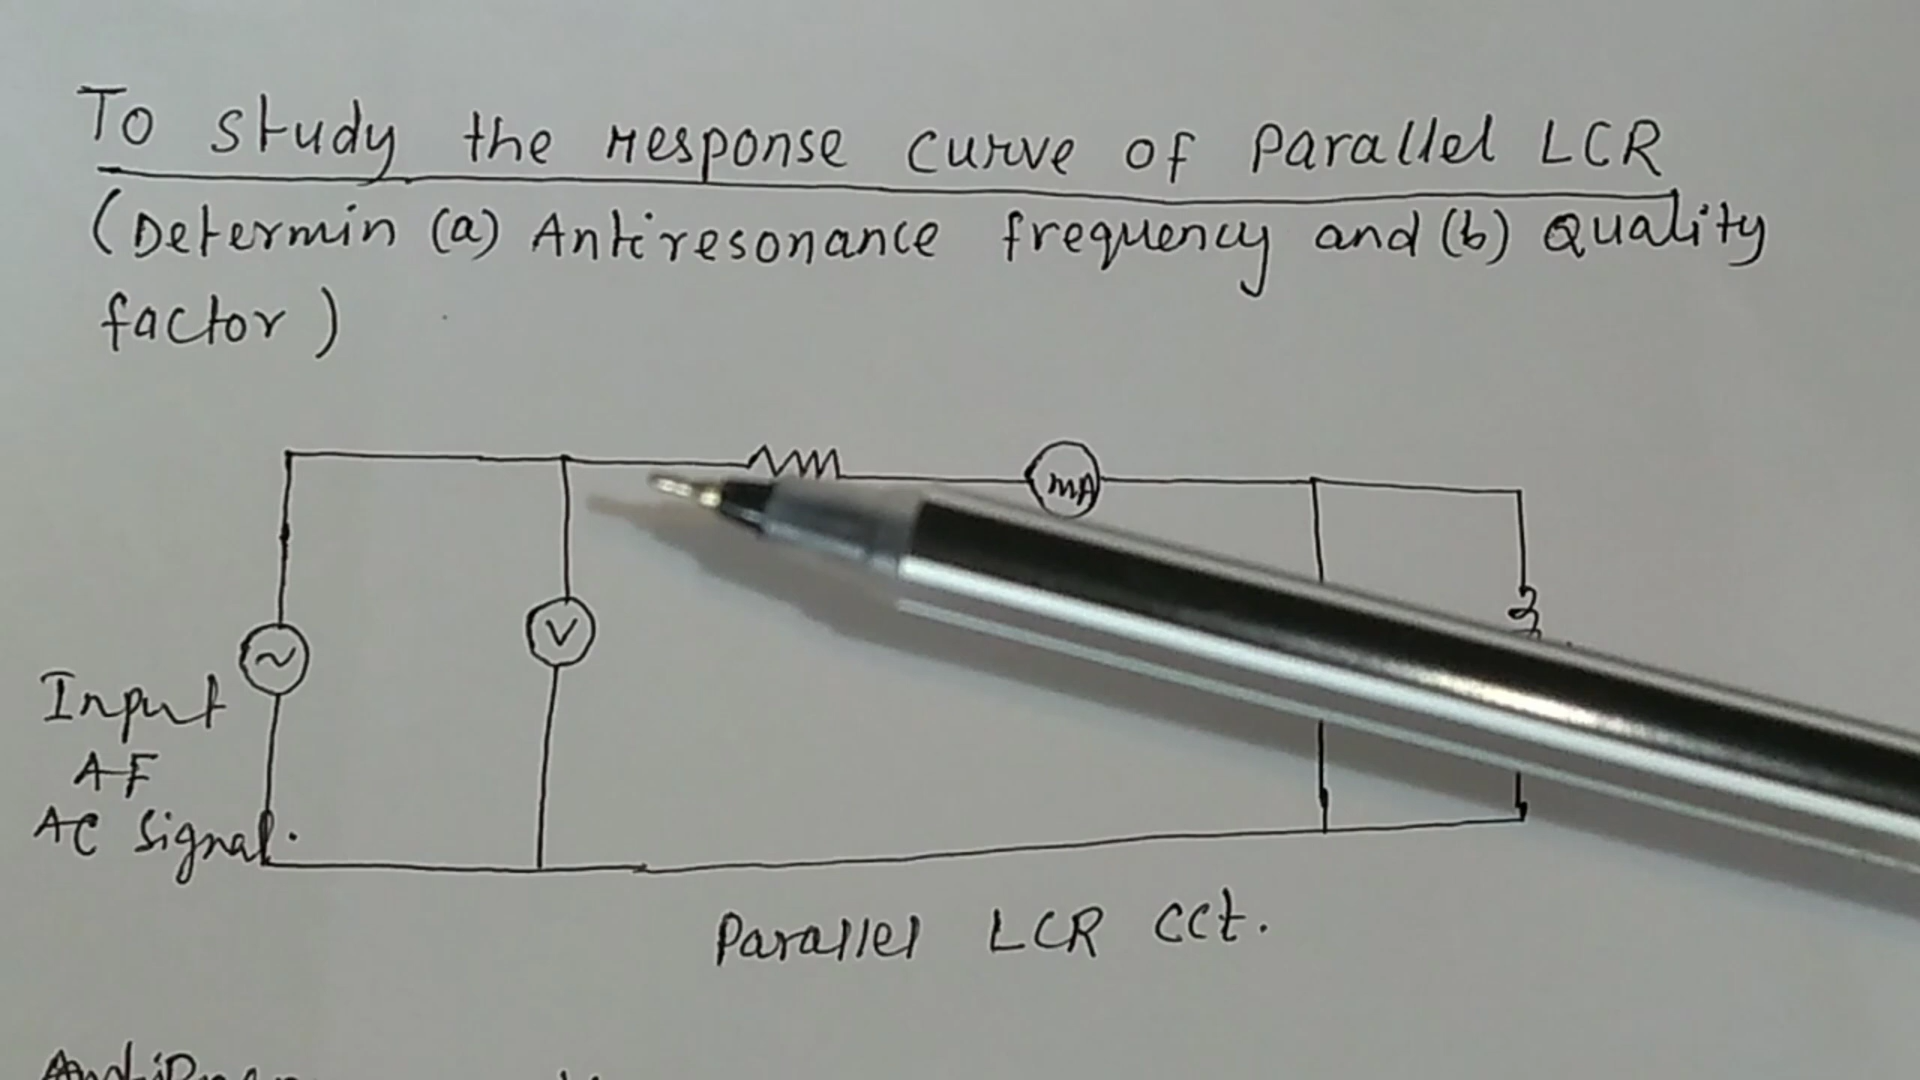 To study the response curve of parallel LCR
(Determin (a) Antiresonance frequency and (b) Quality
factor)
mA
V
Input
AF
AC signal.
Parallel LCR cct.